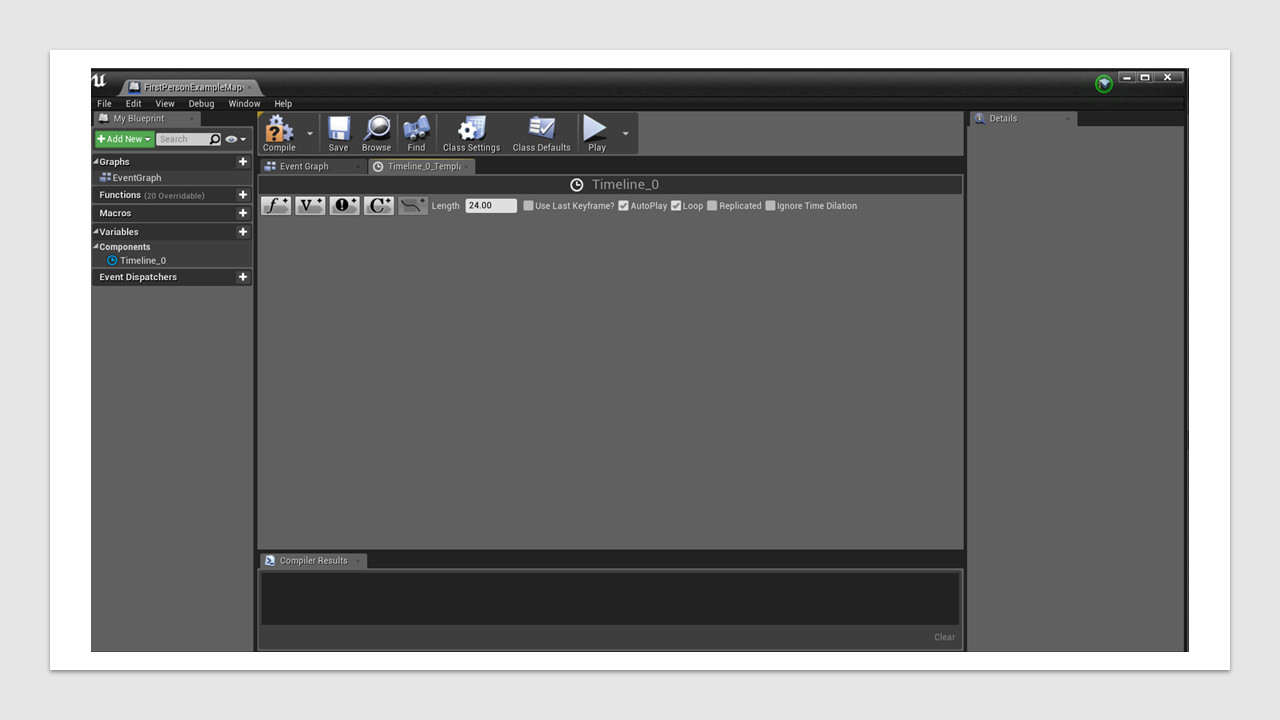 FirstPersonExampleMap
File Edit View Debug Window Help
My Blueprint
Add New Search
Graphs
EventGraph
Functions (20 Overridable)
Macros
Variables
Components
Timeline_0
Event Dispatchers
Compile Save Browse Find Class Settings Class Defaults Play
Event Graph Timeline_0_Templ
Timeline_0
f V C Length 24.00 Use Last Keyframe? AutoPlay Loop Replicated Ignore Time Dilation
Compiler Results
Clear
Details